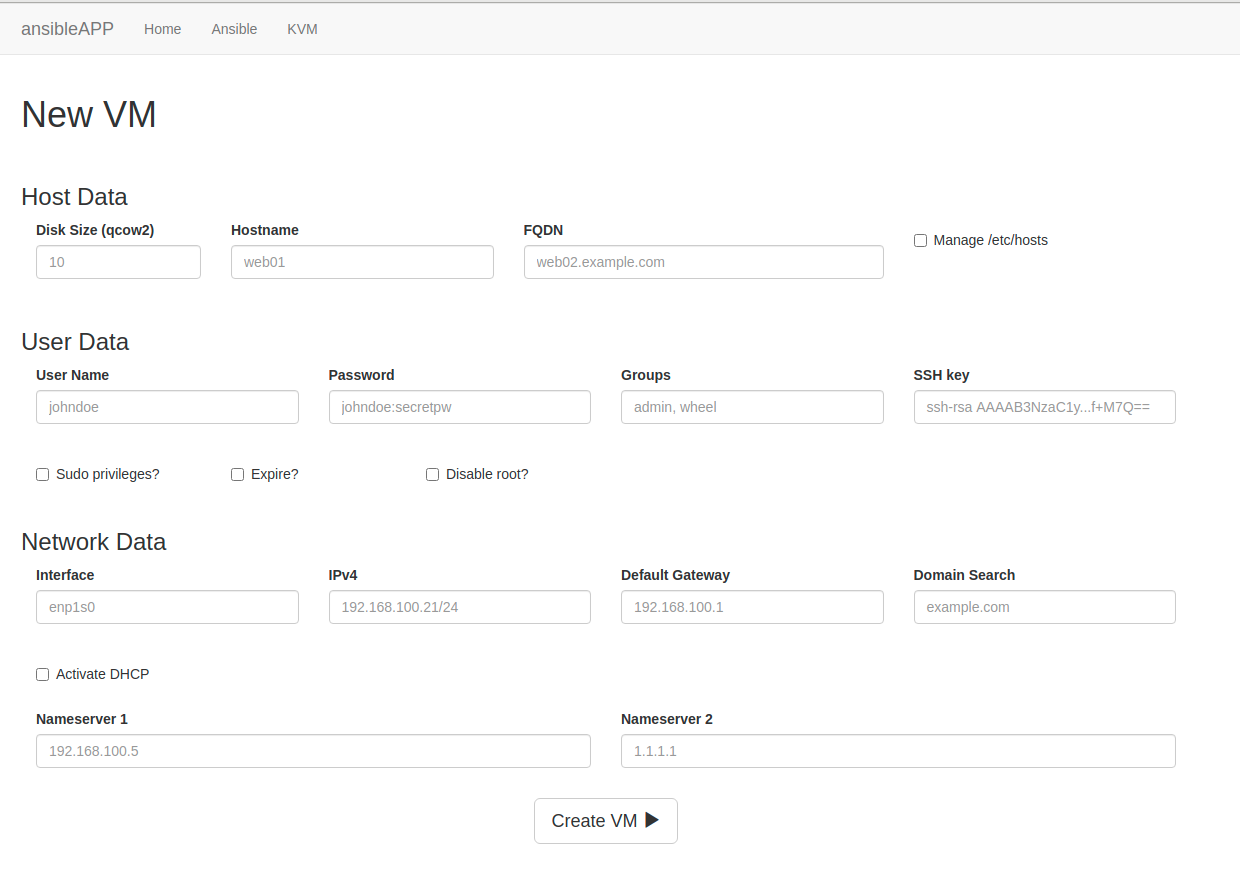 ansibleAPP Home Ansible KVM
New VM
Host Data
Disk Size (qcow2) Hostname FQDN
Manage /etc/hosts
10 web01 web02.example.com
User Data
User Name Password Groups SSH key
johndoe johndoe:secretpw admin, wheel ssh-rsa AAAAB3NzaC1y...f+M7Q==
Sudo privileges? Expire? Disable root?
Network Data
Interface IPv4 Default Gateway Domain Search
enp1s0 192.168.100.21/24 192.168.100.1 example.com
Activate DHCP
Nameserver 1 Nameserver 2
192.168.100.5 1.1.1.1
Create VM